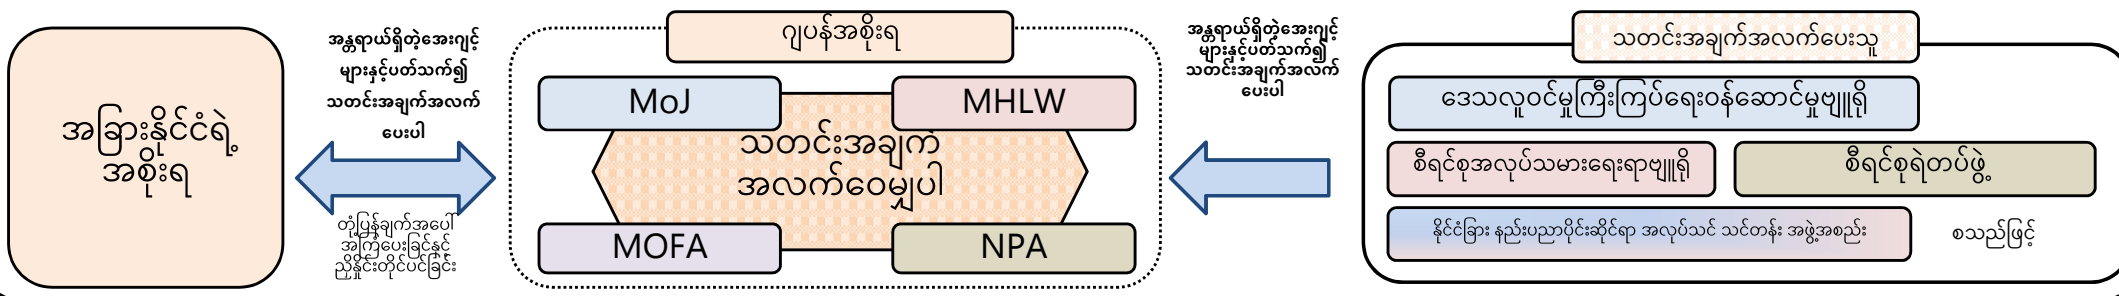 အခြားနိုင်ငံရဲ့
အစိုးရ
အန္တရာယ်ရှိတဲ့အေးဂျင့်
များနှင့်ပတ်သက်၍
သတင်းအချက်အလက်
ပေးပါ
တုံ့ပြန်ချက်အပေါ်
အကြံပေးခြင်နှင့်
ညှိနှိုင်းတိုင်ပင်ခြင်း
ဂျပန်အစိုးရ
MoJ
MHLW
သတင်းအချက်
အလက်ဝေမျှပါ
MOFA
NPA
အန္တရာယ်ရှိတဲ့အေးဂျင့်
များနှင့်ပတ်သက်၍
သတင်းအချက်အလက်
ပေးပါ
သတင်းအချက်အလက်ပေးသူ
ဒေသလူဝင်မှုကြီးကြပ်ရေးဝန်ဆောင်မှုဗျူရို
စီရင်စုအလုပ်သမားရေးရာဗျူရို
စီရင်စုရဲတပ်ဖွဲ့
နိုင်ငံခြား နည်းပညာပိုင်းဆိုင်ရာ အလုပ်သင် သင်တန်း အဖွဲ့အစည်း
စသည်ဖြင့်